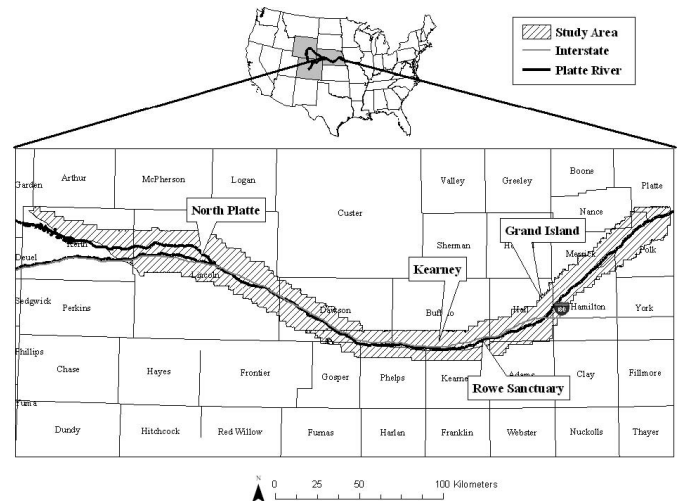 Study Area
Interstate
Platte River
Garden
Arthur
McPherson
Logan
Custer
Valley
Greeley
Boone
Platte
Nance
North Platte
Grand Island
Sherman
Merrick
Polk
Keith
Deuel
Lincoln
Kearney
Sedgwick
Perkins
Dawson
Buffalo
Hall
80
Hamilton
York
Phillips
Chase
Hayes
Frontier
Gosper
Phelps
Kearney
Adams
Clay
Fillmore
Rowe Sanctuary
Yuma
Dundy
Hitchcock
Red Willow
Furnas
Harlan
Franklin
Webster
Nuckolls
Thayer
N
0 25 50 100 Kilometers